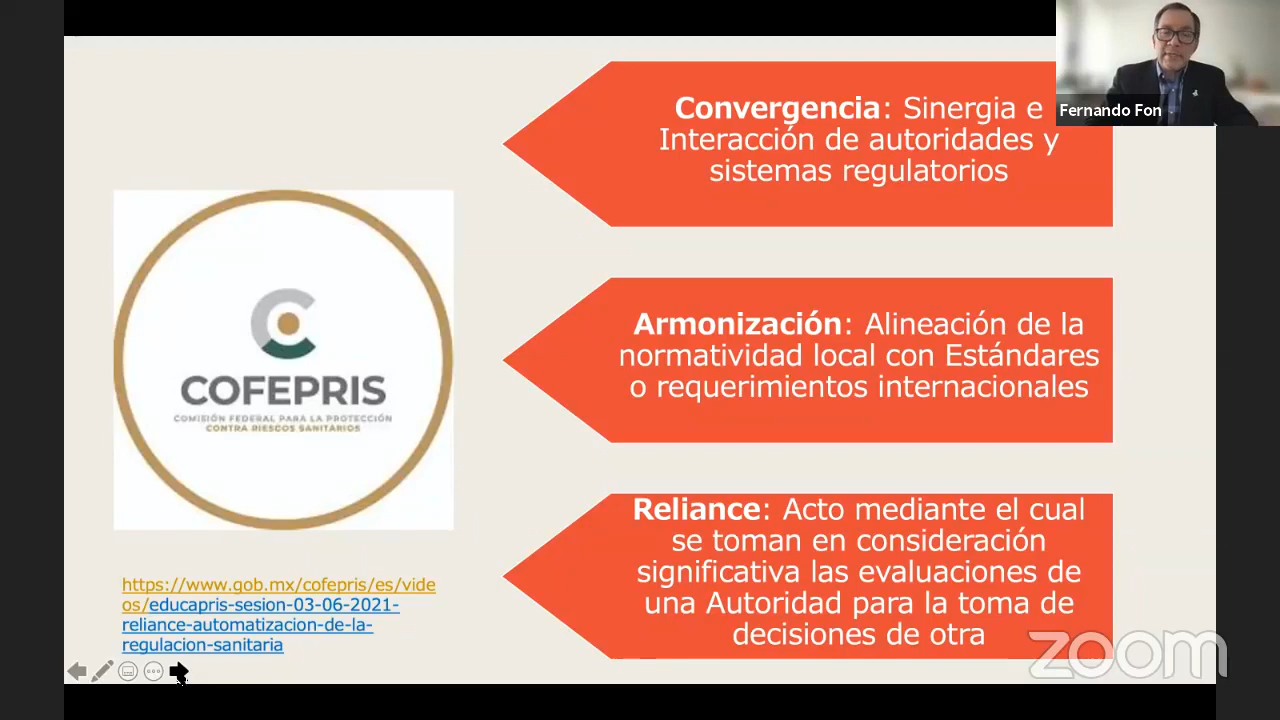 Convergencia: Sinergia e
Interacción de autoridades y
sistemas regulatorios
Fernando Fon
COFEPRIS
COMISIÓN FEDERAL PARA LA PROTECCIÓN
CONTRA RIESGOS SANITARIOS
Armonización: Alineación de la
normatividad local con Estándares
o requerimientos internacionales
Reliance: Acto mediante el cual
se toman en consideración
significativa las evaluaciones de
una Autoridad para la toma de
decisiones de otra
https://www.gob.mx/cofepris/es/vide
os/educapris-sesion-03-06-2021-
reliance-automatizacion-de-la-
regulacion-sanitaria
zoom